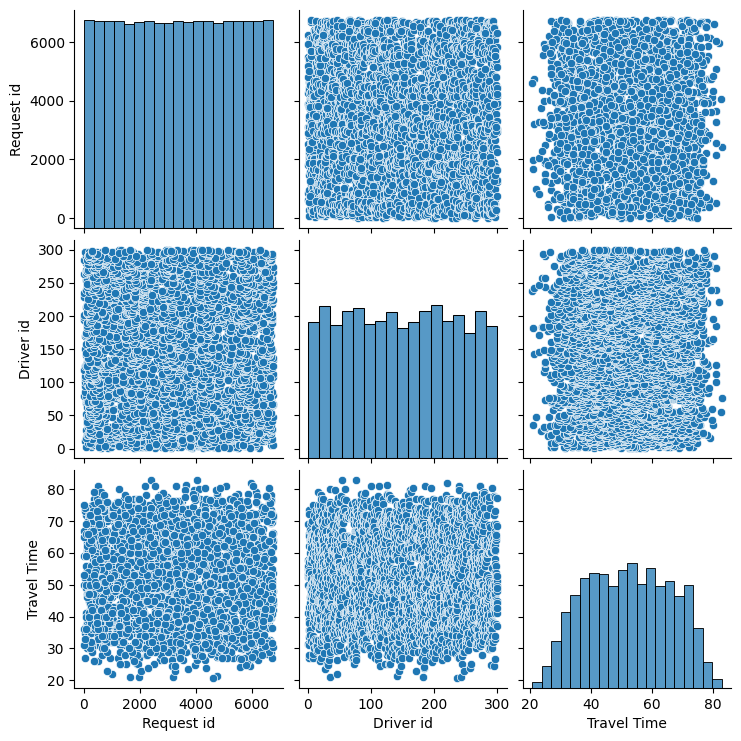 Request id
6000
4000
2000
0
Driver id
300
250
200
150
100
50
0
Travel Time
80
70
60
50
40
30
20
0 2000 4000 6000
Request id
0 100 200 300
Driver id
20 40 60 80
Travel Time